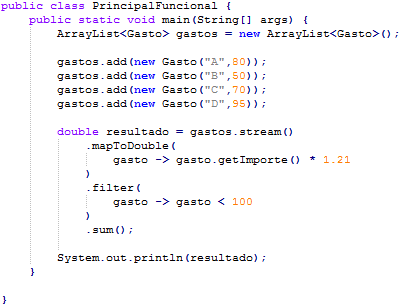 public class PrincipalFuncional {
    public static void main(String[] args) {
        ArrayList<Gasto> gastos = new ArrayList<Gasto>();

        gastos.add(new Gasto("A",80));
        gastos.add(new Gasto("B",50));
        gastos.add(new Gasto("C",70));
        gastos.add(new Gasto("D",95));

        double resultado = gastos.stream()
            .mapToDouble(
                gasto -> gasto.getImporte() * 1.21
            )
            .filter(
                gasto -> gasto < 100
            )
            .sum();

        System.out.println(resultado);
    }

}